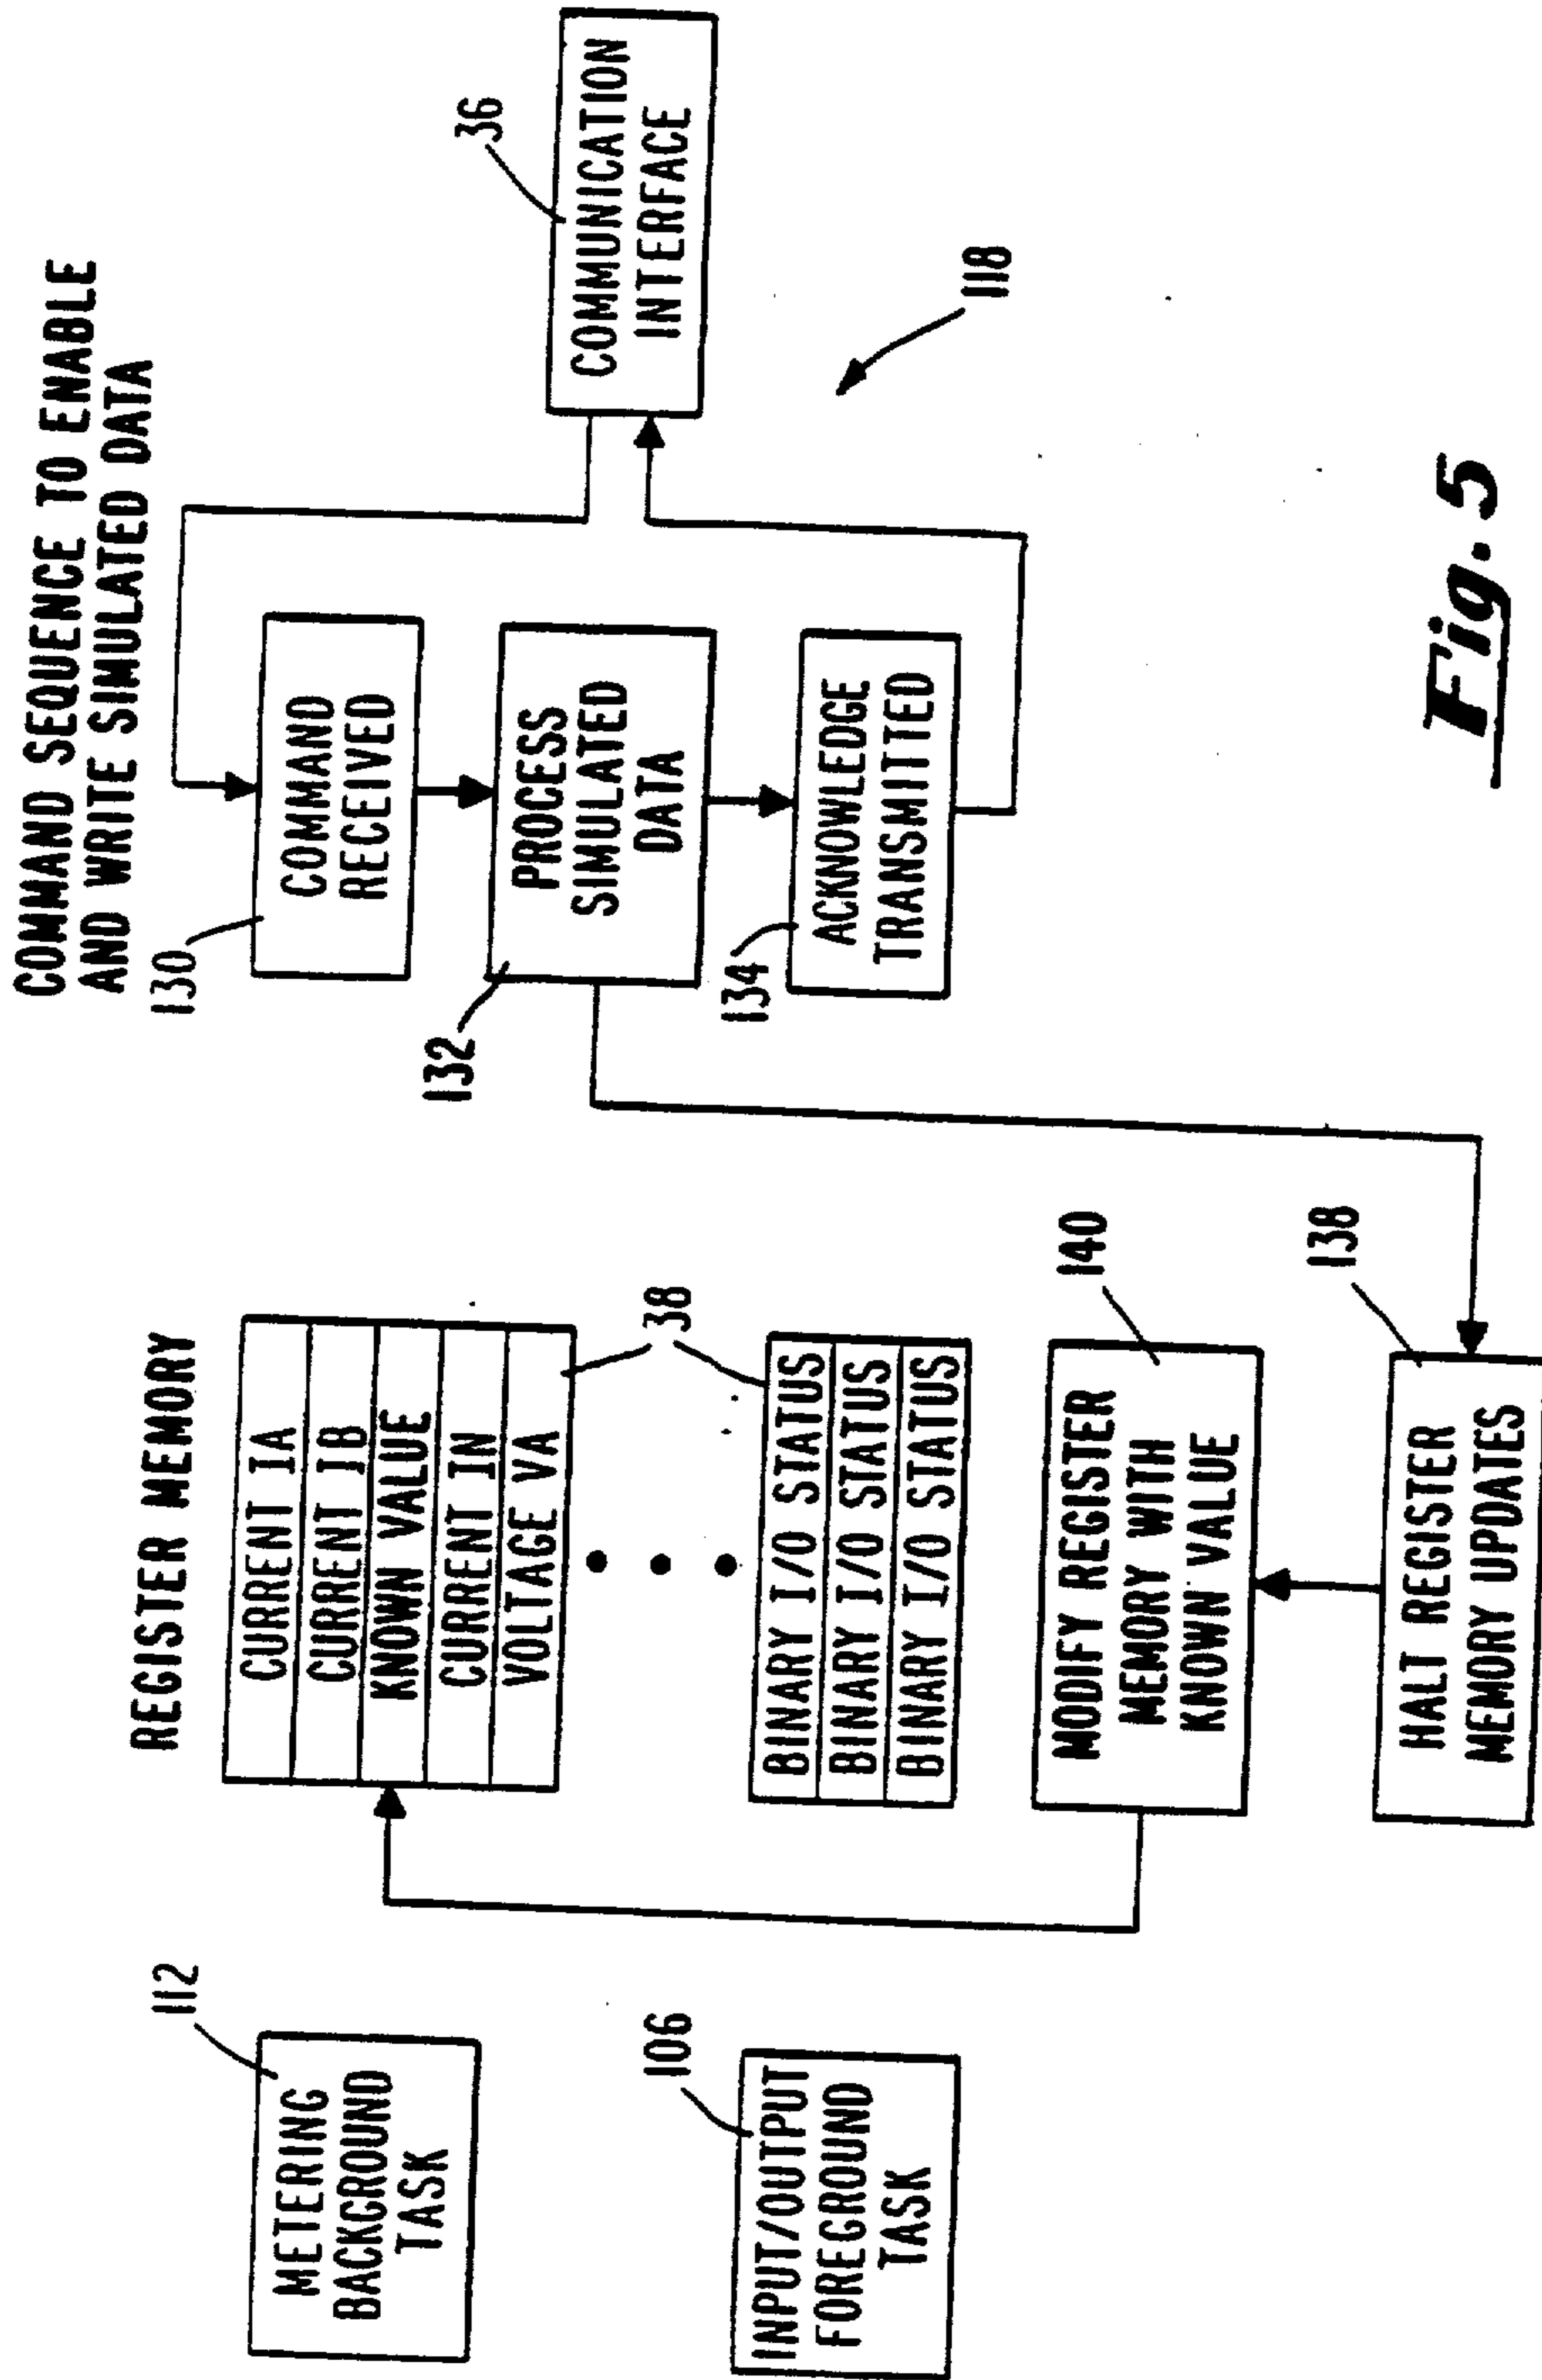 COMMAND SEQUENCE TO ENABLE
AND WRITE SIMULATED DATA
REGISTER MEMORY
112
METERING
BACKGROUND
TASK
106
INPUT/OUTPUT
FOREGROUND
TASK
CURRENT IA
CURRENT IB
KNOWN VALUE
CURRENT IN
VOLTAGE VA
38
BINARY I/O STATUS
BINARY I/O STATUS
BINARY I/O STATUS
140
MODIFY REGISTER
MEMORY WITH
KNOWN VALUE
138
HALT REGISTER
MEMORY UPDATES
130
COMMAND
RECEIVED
132
PROCESS
SIMULATED
DATA
134
ACKNOWLEDGE
TRANSMITTED
36
COMMUNICATION
INTERFACE
118
Fig. 5